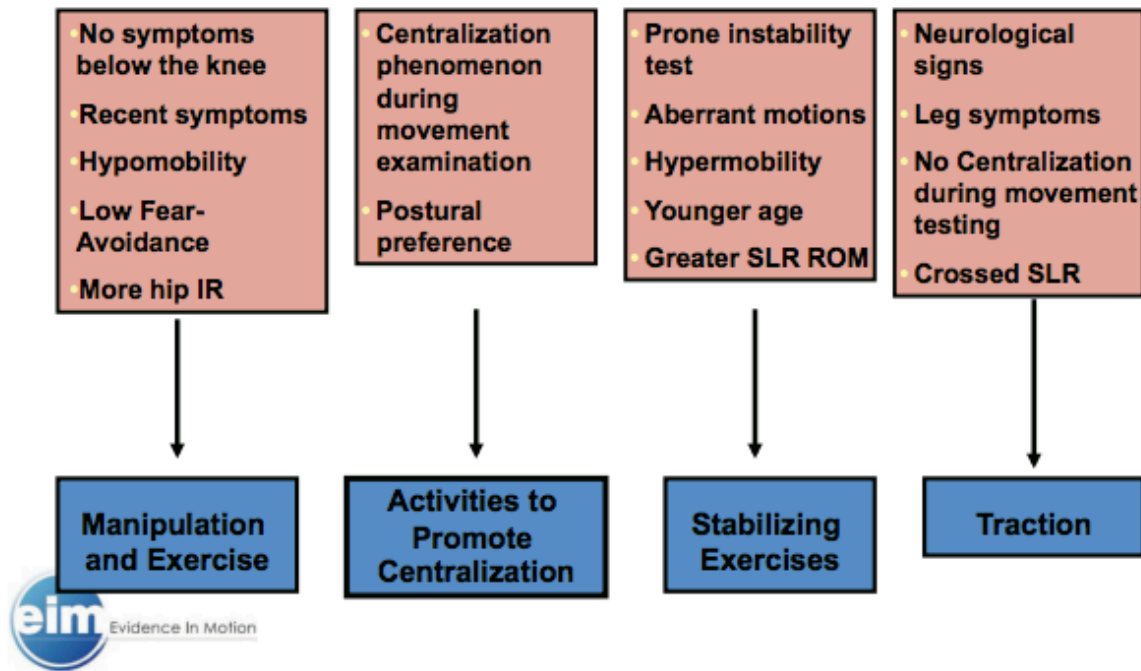 •No symptoms
below the knee
•Recent symptoms
•Hypomobility
•Low Fear-
Avoidance
•More hip IR
•Centralization
phenomenon
during
movement
examination
•Postural
preference
•Prone instability
test
•Aberrant motions
•Hypermobility
•Younger age
•Greater SLR ROM
•Neurological
signs
•Leg symptoms
•No Centralization
during movement
testing
•Crossed SLR
Manipulation
and Exercise
Activities to
Promote
Centralization
Stabilizing
Exercises
Traction
eim Evidence In Motion